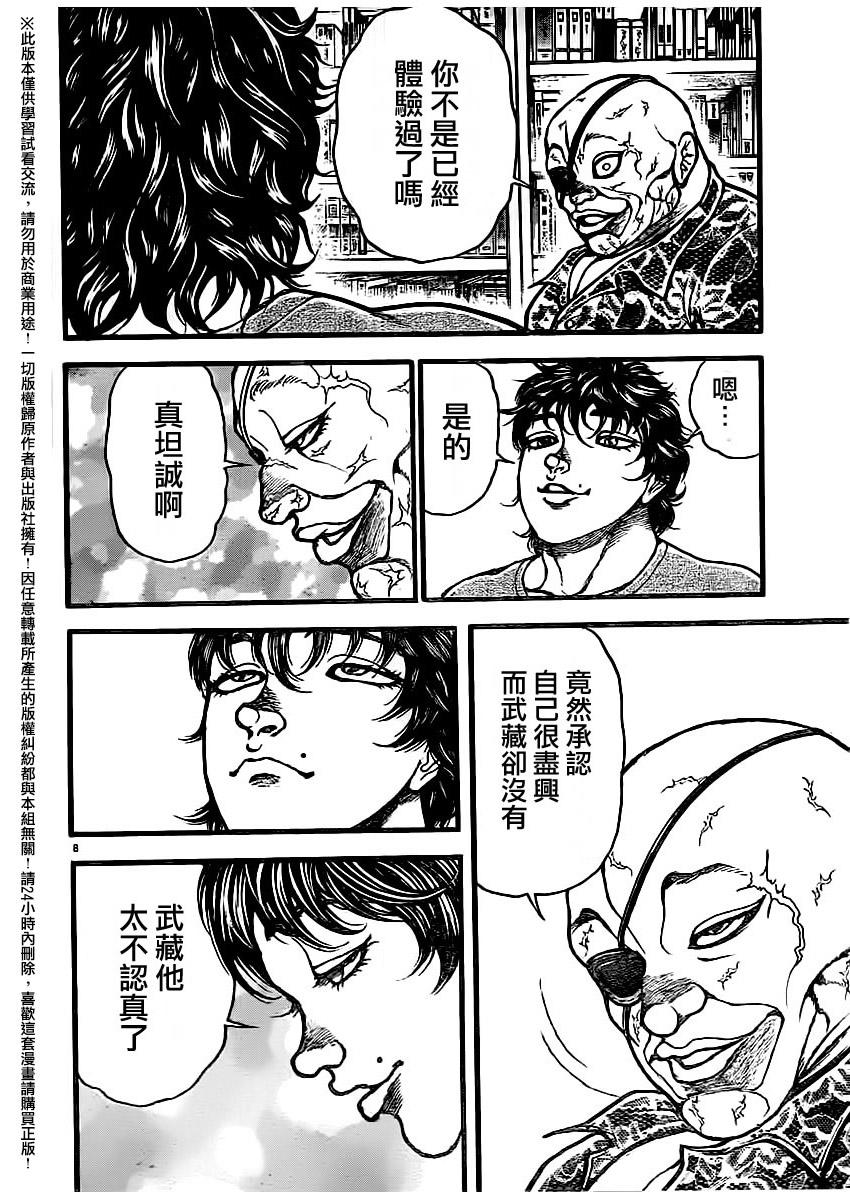 你不是已經
體驗過了嗎
嗯…
是的
真坦誠啊
竟然承認
自己很盡興
而武藏卻沒有
8
武藏他
太不認真了
※此版本僅供學習試看交流，請勿用於商業用途！一切版權歸原作者與出版社擁有！因任意轉載所產生的版權糾紛都與本組無關！請24小時內刪除，喜歡這套漫畫請購買正版！